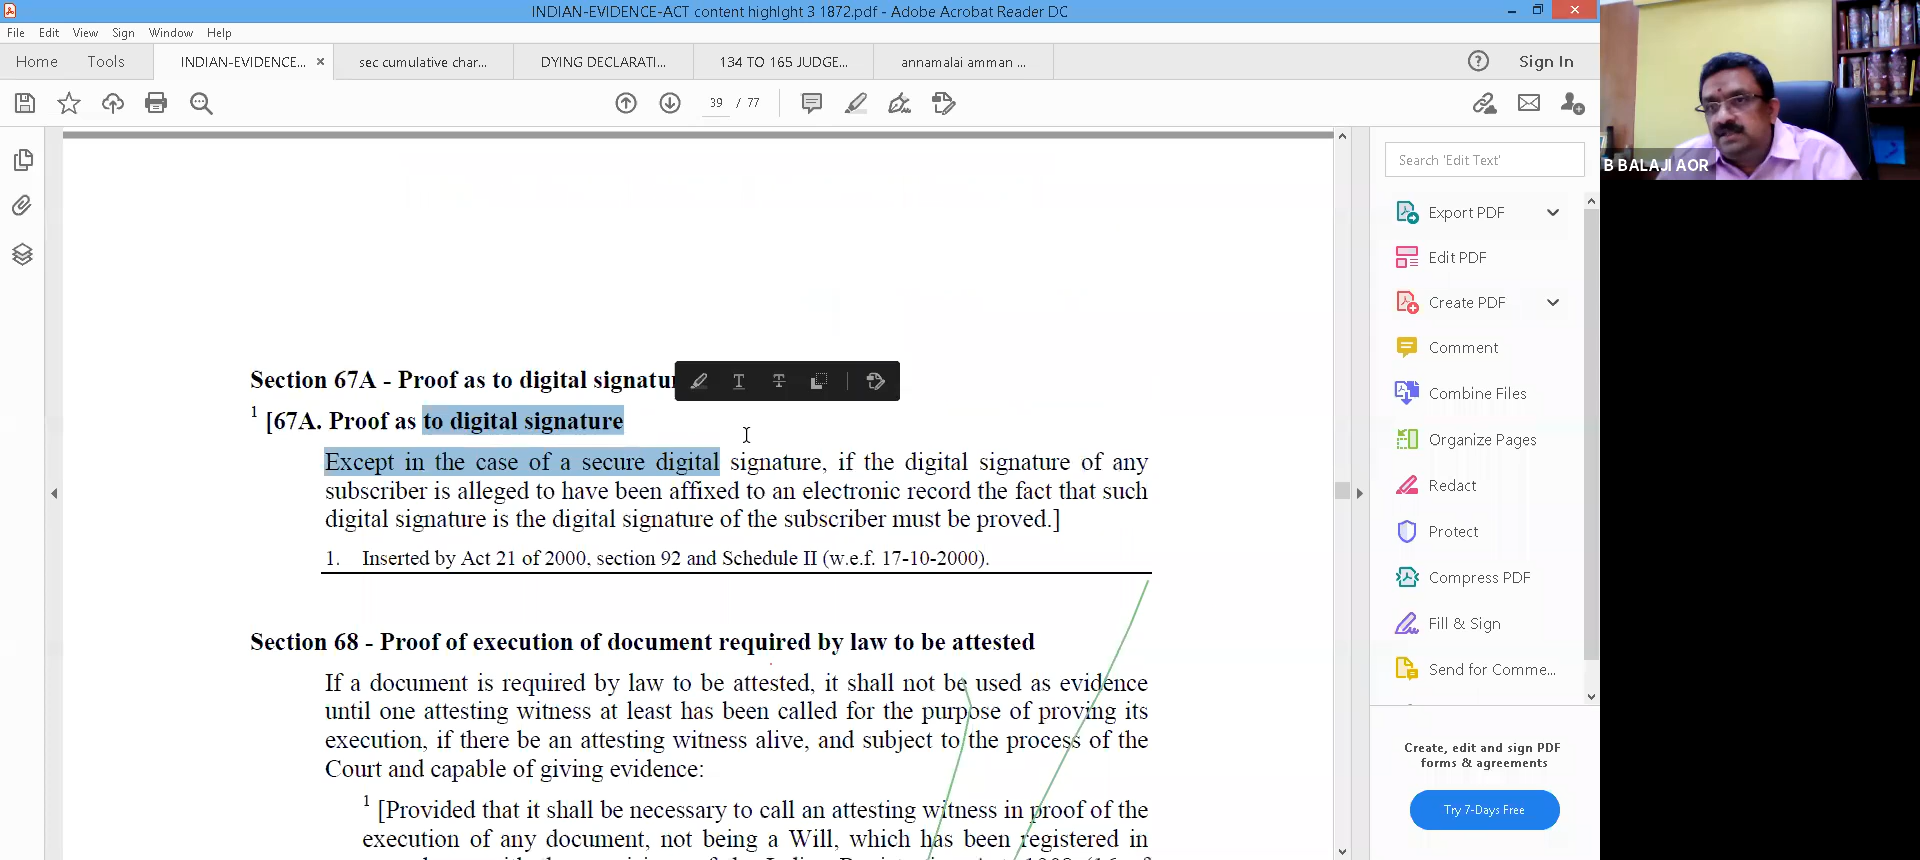 INDIAN-EVIDENCE-ACT content highlght 3 1872.pdf - Adobe Acrobat Reader DC
File Edit View Sign Window Help
Home Tools INDIAN-EVIDENCE... × sec cumulative char... DYING DECLARATI... 134 TO 165 JUDGE... annamalai amman ... Sign In
39 / 77
B BALAJI AOR
Search 'Edit Text'
Export PDF
Edit PDF
Create PDF
Comment
Combine Files
Organize Pages
Redact
Protect
Compress PDF
Fill & Sign
Send for Comme...
Create, edit and sign PDF
forms & agreements
Try 7-Days Free
Section 67A - Proof as to digital signatu
1 [67A. Proof as to digital signature
Except in the case of a secure digital signature, if the digital signature of any
subscriber is alleged to have been affixed to an electronic record the fact that such
digital signature is the digital signature of the subscriber must be proved.]
1. Inserted by Act 21 of 2000, section 92 and Schedule II (w.e.f. 17-10-2000).
Section 68 - Proof of execution of document required by law to be attested
If a document is required by law to be attested, it shall not be used as evidence
until one attesting witness at least has been called for the purpose of proving its
execution, if there be an attesting witness alive, and subject to the process of the
Court and capable of giving evidence:
1 [Provided that it shall be necessary to call an attesting witness in proof of the
execution of any document, not being a Will, which has been registered in